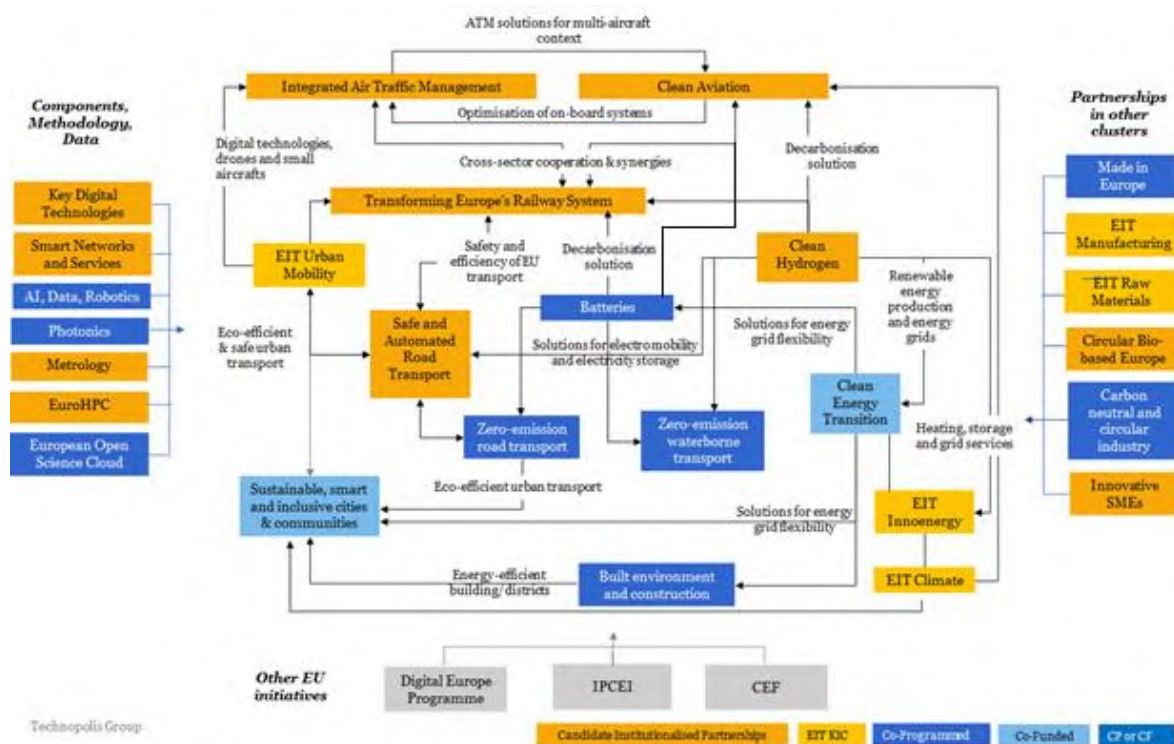 ATM solutions for multi-aircraft
context
Integrated Air Traffic Management
Clean Aviation
Components,
Methodology,
Data
Optimisation of on-board systems
Partnerships
in other
clusters
Digital technologies,
drones and small
aircrafts
Decarbonisation
solution
Cross-sector cooperation & synergies
Key Digital
Technologies
Made in
Europe
Transforming Europe's Railway System
Smart Networks
and Services
EIT Urban
Mobility
Safety and
efficiency of EU
transport
Decarbonisation
solution
Clean
Hydrogen
EIT
Manufacturing
AI, Data, Robotics
Batteries
Renewable
energy
production
and energy
grids
EIT Raw
Materials
Photonics
Eco-efficient
& safe urban
transport
Safe and
Automated
Road
Transport
Solutions for electromobility
and electricity storage
Solutions for energy
grid flexibility
Circular Bio-
based Europe
Metrology
EuroHPC
Clean
Energy
Transition
Carbon
neutral and
circular
industry
European Open
Science Cloud
Zero-emission
road transport
Zero-emission
waterborne
transport
Heating, storage
and grid services
Eco-efficient urban transport
Sustainable, smart
and inclusive cities
& communities
Innovative
SMEs
EIT
Innoenergy
Solutions for energy
grid flexibility
Energy-efficient
building/districts
Built environment
and construction
EIT Climate
Other EU
initiatives
Digital Europe
Programme
IPCEI
CEF
Technopolis Group
Candidate Institutionalised Partnerships
EIT KIC
Co-Programmed
Co-Funded
CP or CF